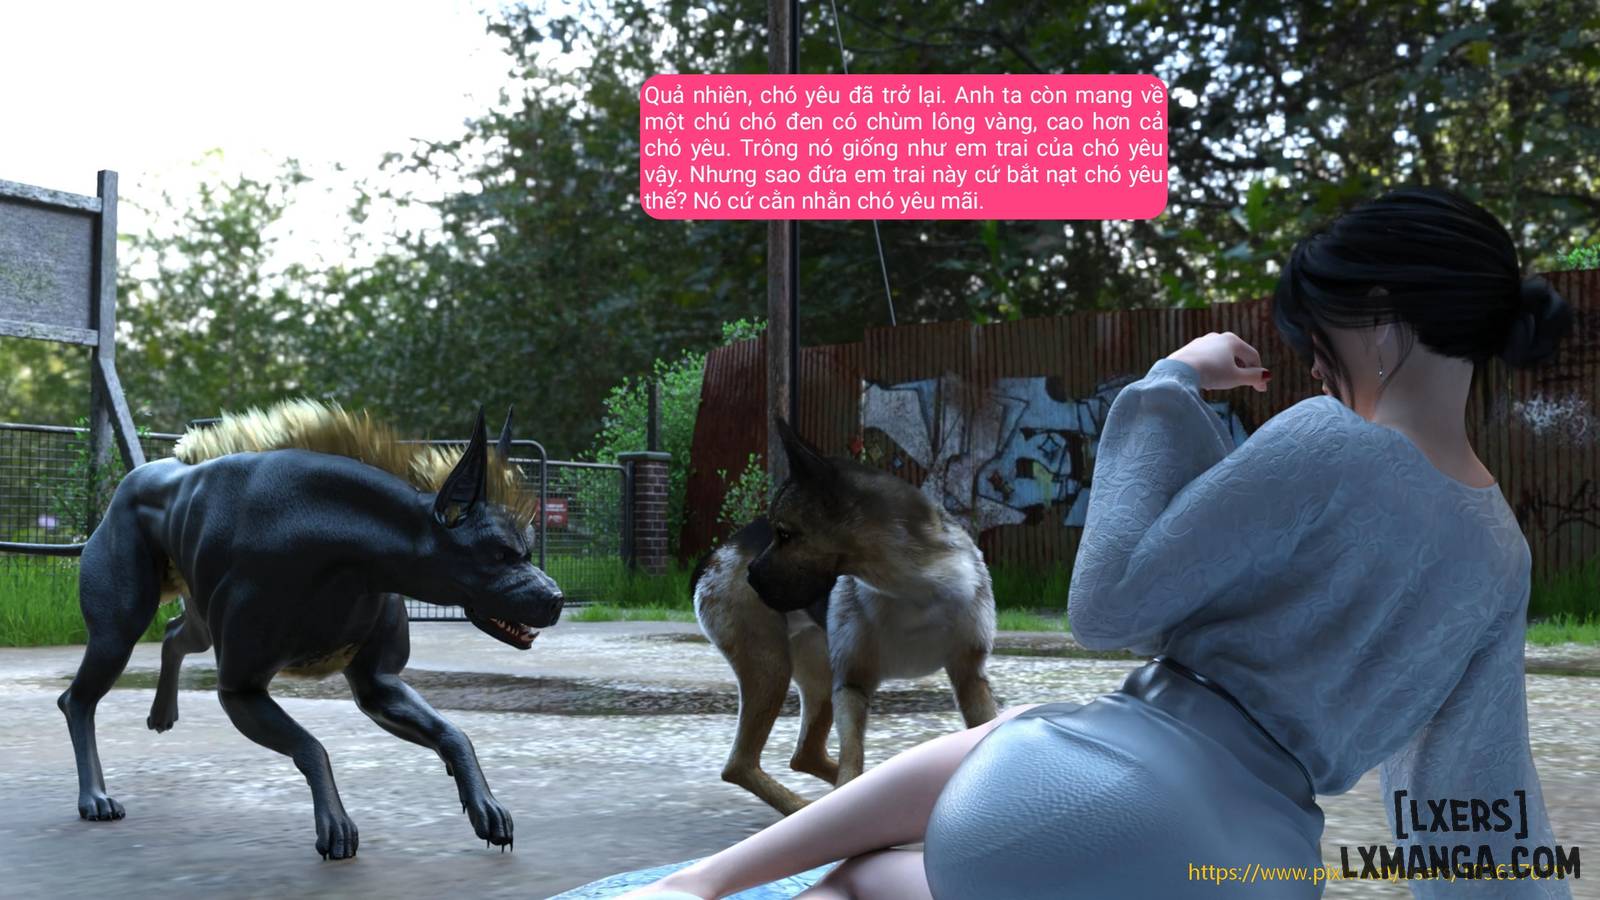 Quả nhiên, chó yêu đã trở lại. Anh ta còn mang về
một chú chó đen có chùm lông vàng, cao hơn cả
chó yêu. Trông nó giống như em trai của chó yêu
vậy. Nhưng sao đứa em trai này cứ bắt nạt chó yêu
thế? Nó cứ cằn nhằn chó yêu mãi.
[LXERS]
LXMANGA.COM